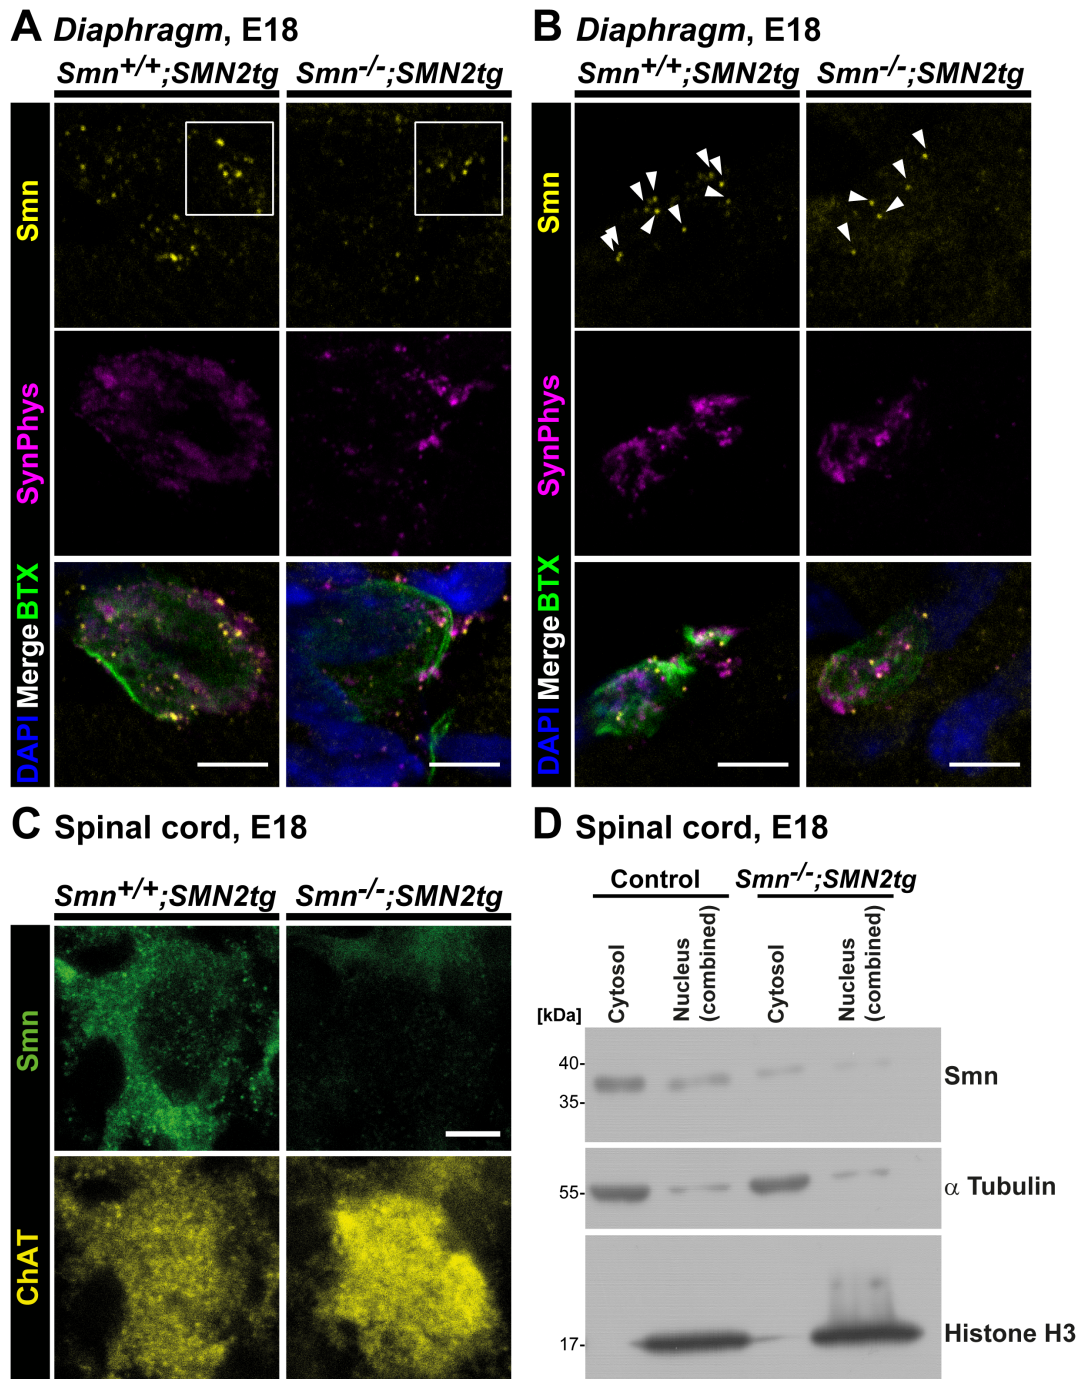 A Diaphragm, E18
Smn+/+;SMN2tg Smn-/-;SMN2tg
Smn
SynPhys
DAPI Merge BTX
B Diaphragm, E18
Smn+/+;SMN2tg Smn-/-;SMN2tg
Smn
SynPhys
DAPI Merge BTX
C Spinal cord, E18
Smn+/+;SMN2tg Smn-/-;SMN2tg
Smn
ChAT
D Spinal cord, E18
Control Smn-/-;SMN2tg
Cytosol
Nucleus
(combined)
Cytosol
Nucleus
(combined)
[kDa]
40-
35-
Smn
55-
α Tubulin
17-
Histone H3